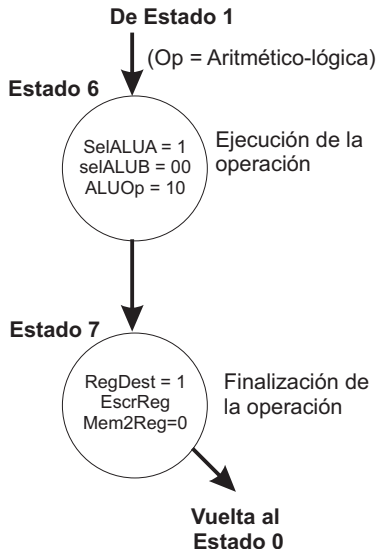 De Estado 1
(Op = Aritmético-lógica)
Estado 6
SelALUA = 1
selALUB = 00
ALUOp = 10
Ejecución de la
operación
Estado 7
RegDest = 1
EscrReg
Mem2Reg=0
Finalización de
la operación
Vuelta al
Estado 0